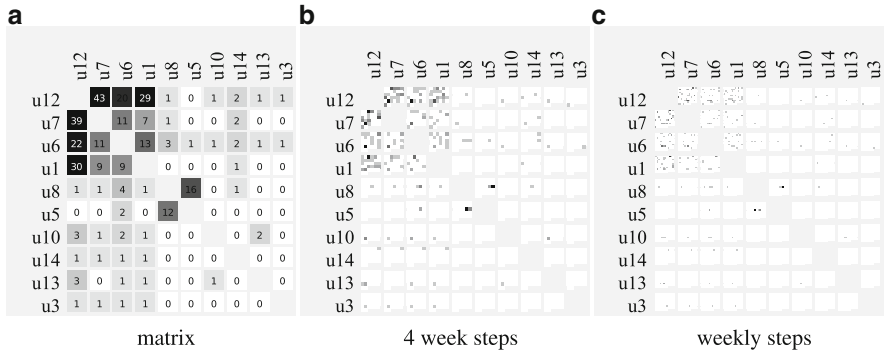 a
u12 u7 u6 u1 u8 u5 u10 u14 u13 u3
u12 43 20 29 1 0 1 2 1 1
u7 39 11 7 1 0 0 2 0 0
u6 22 11 13 3 1 1 2 1 1
u1 30 9 9 0 0 0 1 0 0
u8 1 1 4 1 16 0 1 0 0
u5 0 0 2 0 12 0 0 0 0
u10 3 1 2 1 0 0 0 2 0
u14 1 1 1 1 0 0 0 0 0
u13 3 0 1 1 0 0 1 0 0
u3 1 1 1 1 0 0 0 0 0
matrix
b
u12 u7 u6 u1 u8 u5 u10 u14 u13 u3
u12
u7
u6
u1
u8
u5
u10
u14
u13
u3
4 week steps
c
u12 u7 u6 u1 u8 u5 u10 u14 u13 u3
u12
u7
u6
u1
u8
u5
u10
u14
u13
u3
weekly steps